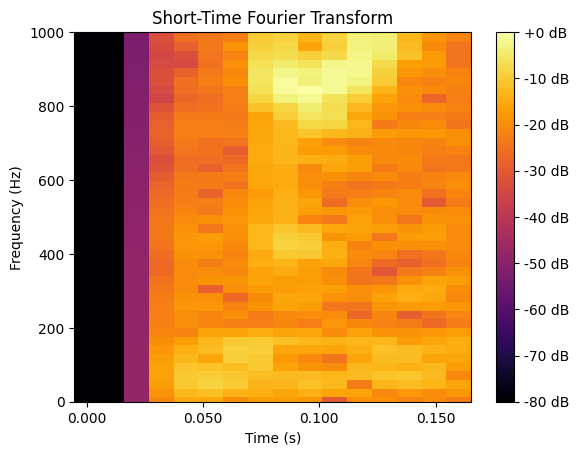 Short-Time Fourier Transform
1000
800
600
400
200
0
Frequency (Hz)
0.000
0.050
0.100
0.150
Time (s)
+0 dB
-10 dB
-20 dB
-30 dB
-40 dB
-50 dB
-60 dB
-70 dB
-80 dB